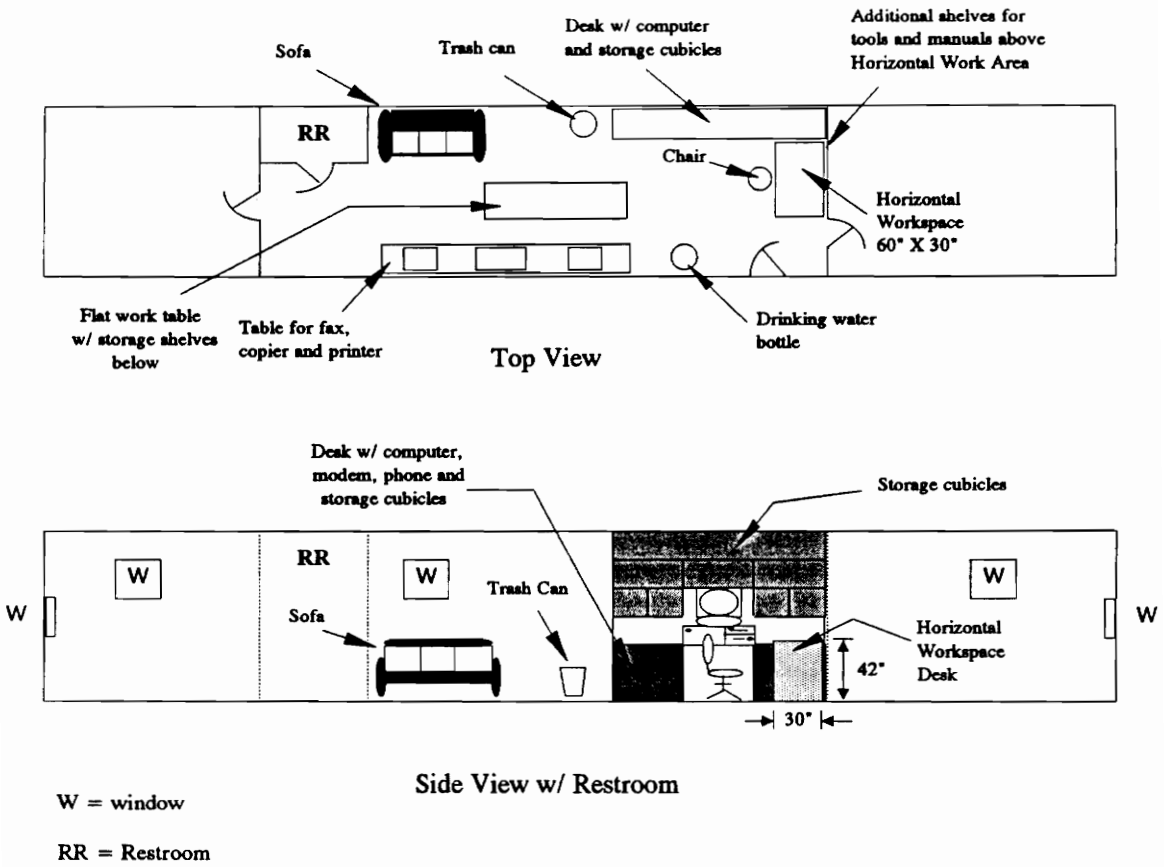 Sofa
Trash can
Desk w/ computer
and storage cubicles
Additional shelves for
tools and manuals above
Horizontal Work Area
RR
Chair
Horizontal
Workspace
60" X 30"
Flat work table
w/ storage shelves
below
Table for fax,
copier and printer
Drinking water
bottle
Top View
Desk w/ computer,
modem, phone and
storage cubicles
Storage cubicles
W
RR
W
W
W
Trash Can
Sofa
W
Horizontal
Workspace
Desk
42"
30"
Side View w/ Restroom
W = window
RR = Restroom